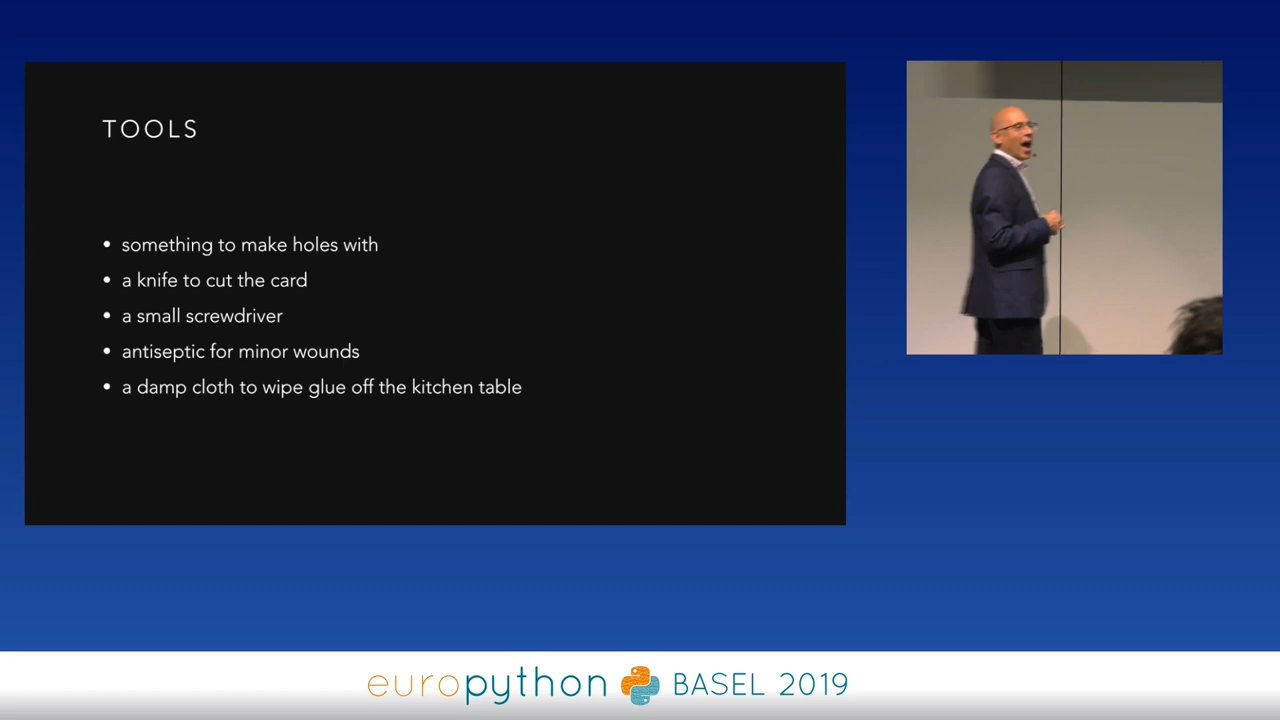 TOOLS
• something to make holes with
• a knife to cut the card
• a small screwdriver
• antiseptic for minor wounds
• a damp cloth to wipe glue off the kitchen table
europython BASEL 2019